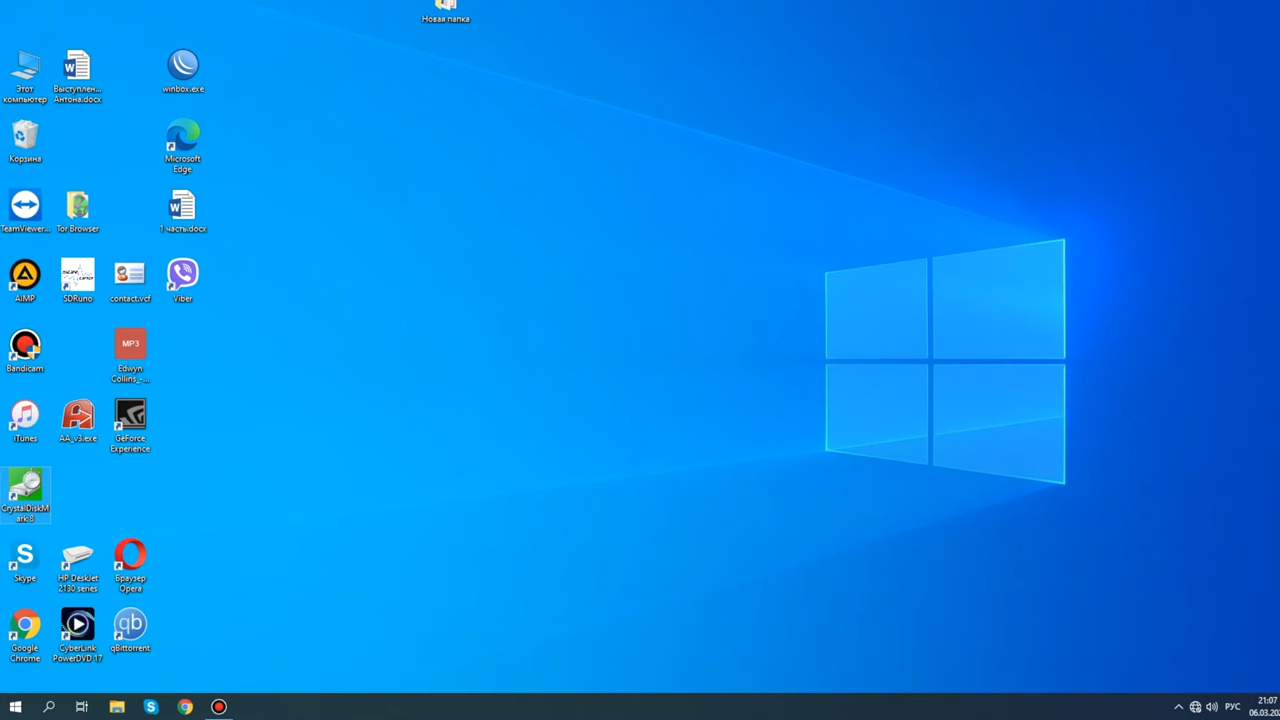 Новая папка
Этот
компьютер
Выступлен...
Антона.docx
winbox.exe
Корзина
Microsoft
Edge
TeamViewer...
Tor Browser
1 часть.docx
AIMP
SDRuno
contact.vcf
Viber
Bandicam
MP3
Edwyn
Collins_-...
iTunes
AA_v3.exe
GeForce
Experience
CrystalDiskM
ark 8
Skype
HP DeskJet
2130 series
Браузер
Opera
qb
Google
Chrome
CyberLink
PowerDVD 17
qBittorrent
РУС
21:07
06.03.20